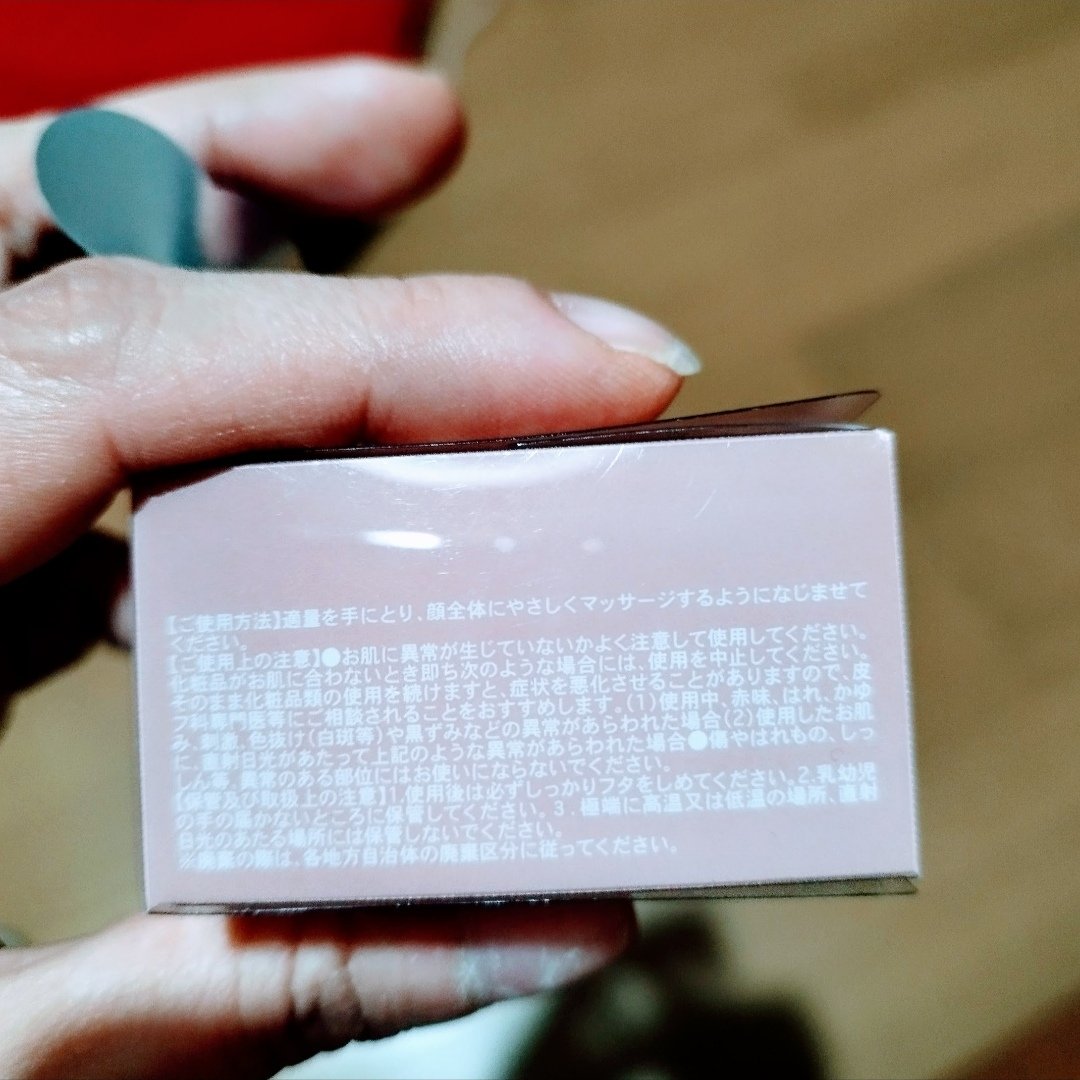 【ご使用方法】適量を手にとり、顔全体にやさしくマッサージするようになじませて
ください。
【ご使用上の注意】●お肌に異常が生じていないかよく注意して使用してください。
化粧品がお肌に合わないとき即ち次のような場合には、使用を中止してください。
そのまま化粧品類の使用を続けますと、症状を悪化させることがありますので、皮
フ科専門医等にご相談されることをおすすめします。(1)使用中、赤味、はれ、かゆ
み、刺激、色抜け(白斑等)や黒ずみなどの異常があらわれた場合(2)使用したお肌
に、直射日光があたって上記のような異常があらわれた場合●傷やはれもの、しっ
しん等、異常のある部位にはお使いにならないでください。
【保管及び取扱上の注意】1.使用後は必ずしっかりフタをしめてください。2.乳幼児
の手の届かないところに保管してください。3.極端に高温又は低温の場所、直射
日光のあたる場所には保管しないでください。
※廃棄の際は、各地方自治体の廃棄区分に従ってください。